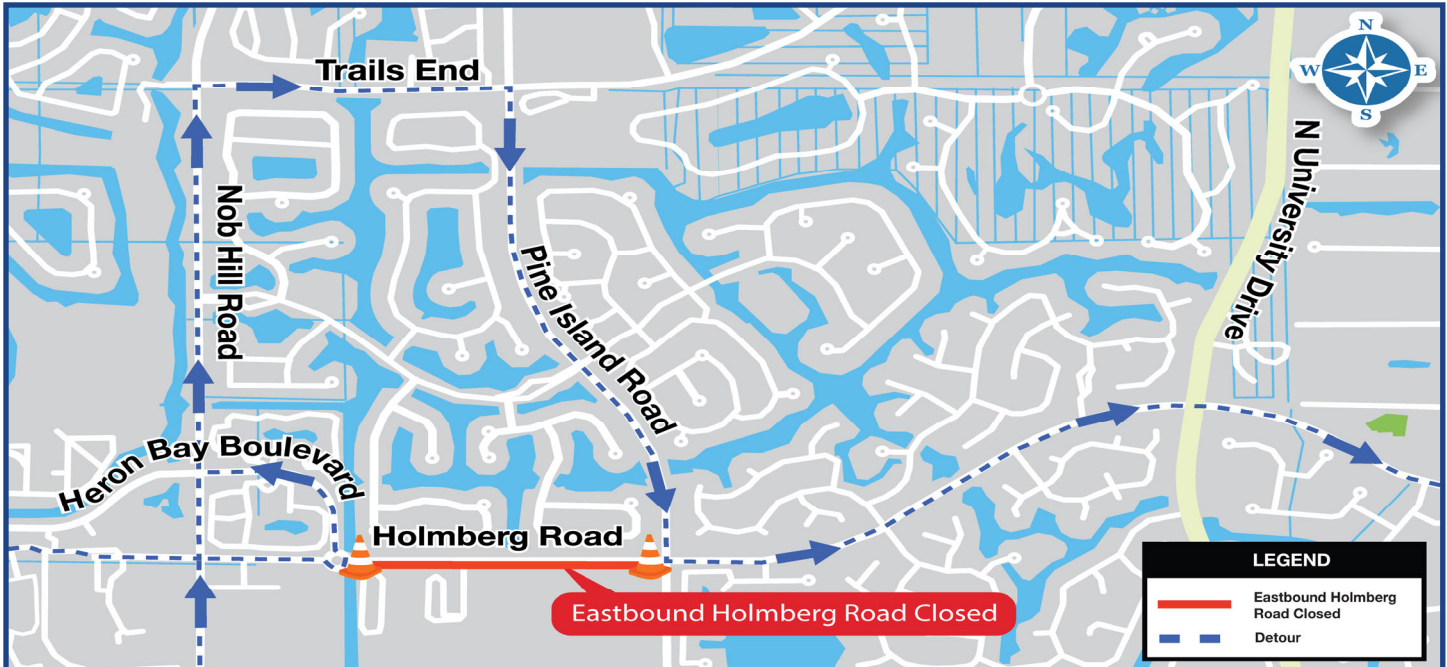 Trails End
N
W
E
S
N University Drive
Nob Hill Road
Pine Island Road
Heron Bay Boulevard
Holmberg Road
Eastbound Holmberg Road Closed
LEGEND
Eastbound Holmberg
Road Closed
Detour